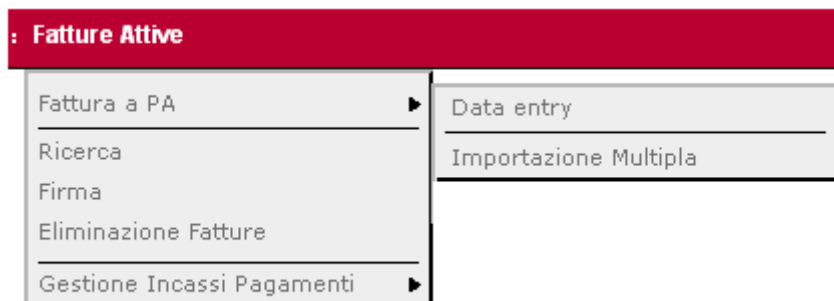 : Fatture Attive
Fattura a PA
Data entry
Importazione Multipla
Ricerca
Firma
Eliminazione Fatture
Gestione Incassi Pagamenti